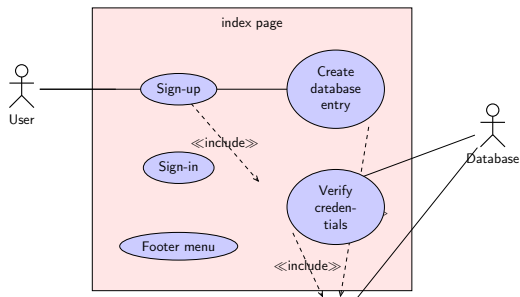 index page
Create
database
entry
Sign-up
User
≪include≫
Database
Sign-in
Verify
creden-
tials
Footer menu
≪include≫